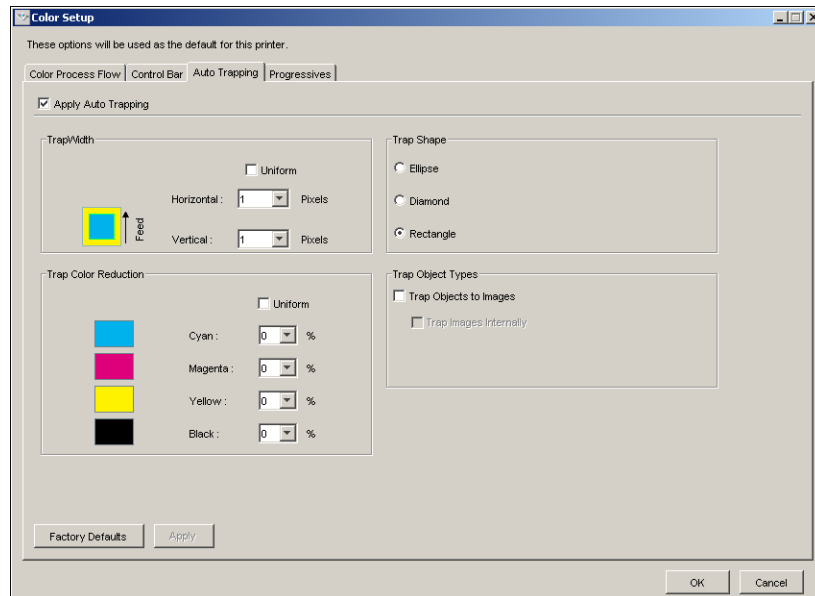 Color Setup
These options will be used as the default for this printer.
Color Process Flow Control Bar Auto Trapping Progressives
Apply Auto Trapping
TrapWidth
Uniform
Horizontal : 1 Pixels
Feed
Vertical : 1 Pixels
Trap Shape
Ellipse
Diamond
Rectangle
Trap Color Reduction
Uniform
Cyan : 0 %
Magenta : 0 %
Yellow : 0 %
Black : 0 %
Trap Object Types
Trap Objects to Images
Trap Images Internally
Factory Defaults Apply
OK Cancel